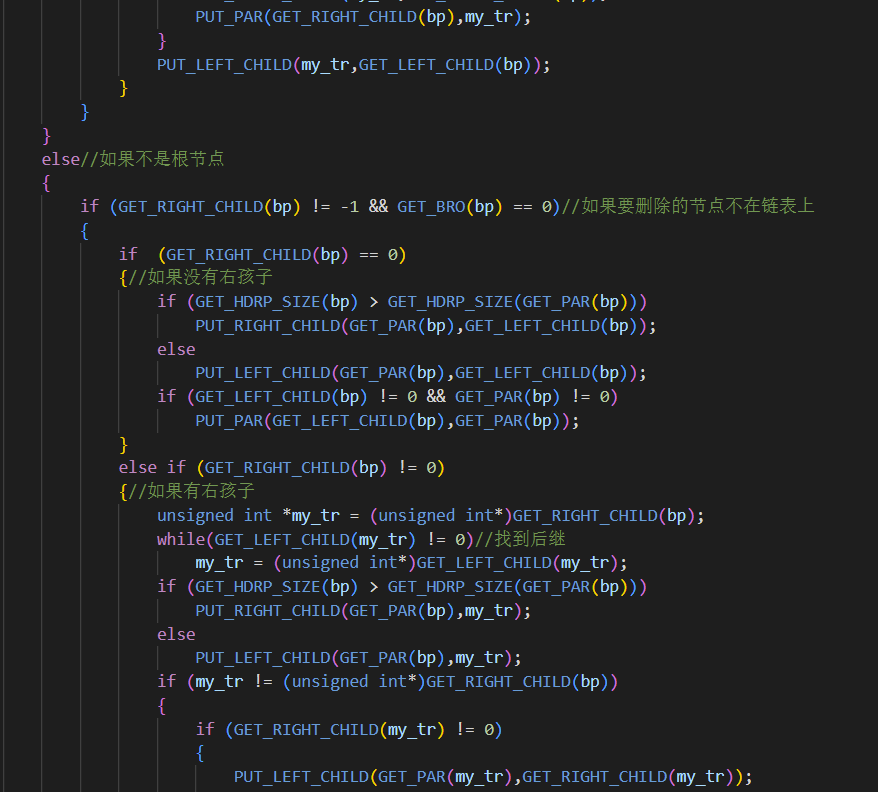 PUT_PAR(GET_RIGHT_CHILD(bp),my_tr);
}
PUT_LEFT_CHILD(my_tr,GET_LEFT_CHILD(bp));
}
}
}
else//如果不是根节点
{
if (GET_RIGHT_CHILD(bp) != -1 && GET_BRO(bp) == 0)//如果要删除的节点不在链表上
{
if  (GET_RIGHT_CHILD(bp) == 0)
{//如果没有右孩子
if (GET_HDRP_SIZE(bp) > GET_HDRP_SIZE(GET_PAR(bp)))
PUT_RIGHT_CHILD(GET_PAR(bp),GET_LEFT_CHILD(bp));
else
PUT_LEFT_CHILD(GET_PAR(bp),GET_LEFT_CHILD(bp));
if (GET_LEFT_CHILD(bp) != 0 && GET_PAR(bp) != 0)
PUT_PAR(GET_LEFT_CHILD(bp),GET_PAR(bp));
}
else if (GET_RIGHT_CHILD(bp) != 0)
{//如果有右孩子
unsigned int *my_tr = (unsigned int*)GET_RIGHT_CHILD(bp);
while(GET_LEFT_CHILD(my_tr) != 0)//找到后继
my_tr = (unsigned int*)GET_LEFT_CHILD(my_tr);
if (GET_HDRP_SIZE(bp) > GET_HDRP_SIZE(GET_PAR(bp)))
PUT_RIGHT_CHILD(GET_PAR(bp),my_tr);
else
PUT_LEFT_CHILD(GET_PAR(bp),my_tr);
if (my_tr != (unsigned int*)GET_RIGHT_CHILD(bp))
{
if (GET_RIGHT_CHILD(my_tr) != 0)
{
PUT_LEFT_CHILD(GET_PAR(my_tr),GET_RIGHT_CHILD(my_tr));